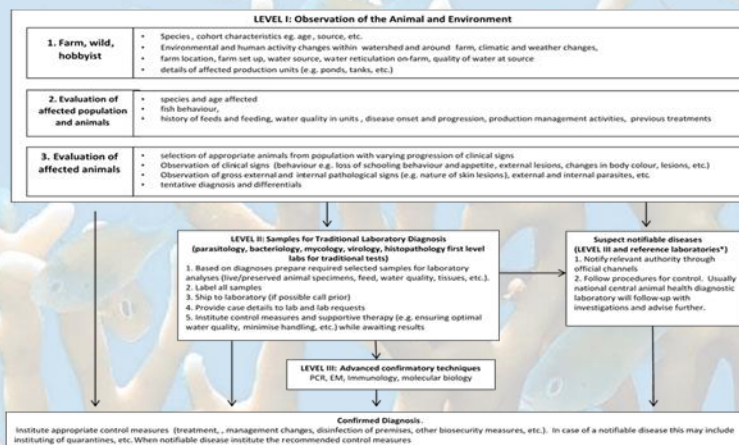 LEVEL I: Observation of the Animal and Environment
1. Farm, wild,
hobbyist
• Species , cohort characteristics eg. age , source, etc.
• Environmental and human activity changes within watershed and around farm, climatic and weather changes,
• farm location, farm set up, water source, water reticulation on-farm, quality of water at source
• details of affected production units (e.g. ponds, tanks, etc.)
2. Evaluation of
affected population
and animals
• species and age affected
• fish behaviour,
• history of feeds and feeding, water quality in units , disease onset and progression, production management activities, previous treatments
3. Evaluation of
affected animals
• selection of appropriate animals from population with varying progression of clinical signs
• Observation of clinical signs (behaviour e.g. loss of schooling behaviour and appetite, external lesions, changes in body colour, lesions, etc.)
• Observation of gross external and internal pathological signs (e.g. nature of skin lesions), external and internal parasites, etc.
• tentative diagnosis and differentials
LEVEL II: Samples for Traditional Laboratory Diagnosis
(parasitology, bacteriology, mycology, virology, histopathology first level
labs for traditional tests)
1. Based on diagnoses prepare required selected samples for laboratory
analyses (live/preserved animal specimens, feed, water quality, tissues, etc.).
2. Label all samples
3. Ship to laboratory (if possible call prior)
4. Provide case details to lab and lab requests
5. Institute control measures and supportive therapy (e.g. ensuring optimal
water quality, minimise handling, etc.) while awaiting results
Suspect notifiable diseases
(LEVEL III and reference laboratories*)
1. Notify relevant authority through
official channels
2. Follow procedures for control. Usually
national central animal health diagnostic
laboratory will follow-up with
investigations and advise further.
LEVEL III: Advanced confirmatory techniques
PCR, EM, Immunology, molecular biology
Confirmed Diagnosis.
Institute appropriate control measures (treatment, , management changes, disinfection of premises, other biosecurity measures, etc.). In case of a notifiable disease this may include
instituting of quarantines, etc. When notifiable disease institute the recommended control measures